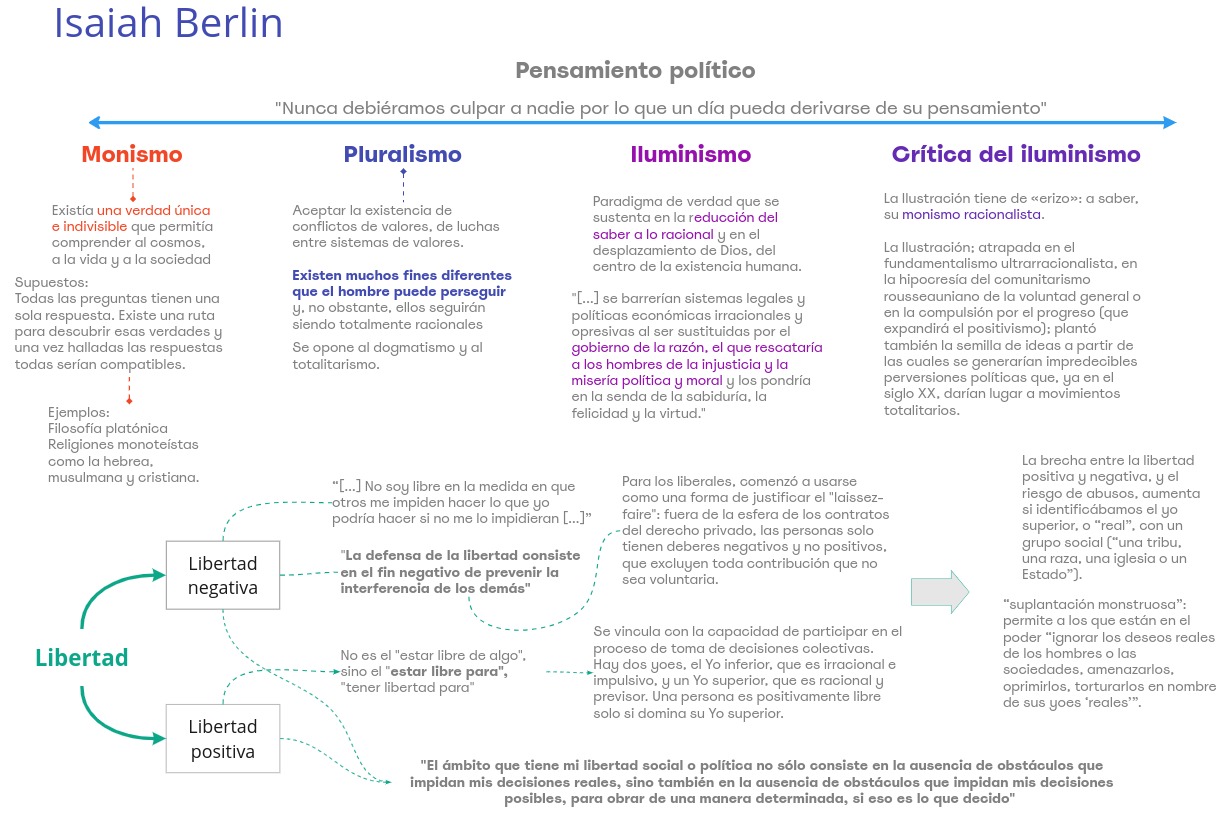 Isaiah Berlin
Pensamiento político
"Nunca debiéramos culpar a nadie por lo que un día pueda derivarse de su pensamiento"
Monismo
Existía una verdad única
e indivisible que permitía
comprender al cosmos,
a la vida y a la sociedad
Supuestos:
Todas las preguntas tienen una
sola respuesta. Existe una ruta
para descubrir esas verdades y
una vez halladas las respuestas
todas serían compatibles.
Ejemplos:
Filosofía platónica
Religiones monoteístas
como la hebrea,
musulmana y cristiana.
Pluralismo
Aceptar la existencia de
conflictos de valores, de luchas
entre sistemas de valores.
Existen muchos fines diferentes
que el hombre puede perseguir
y, no obstante, ellos seguirán
siendo totalmente racionales
Se opone al dogmatismo y al
totalitarismo.
Iluminismo
Paradigma de verdad que se
sustenta en la reducción del
saber a lo racional y en el
desplazamiento de Dios, del
centro de la existencia humana.
"[...] se barrerían sistemas legales y
políticas económicas irracionales y
opresivas al ser sustituidas por el
gobierno de la razón, el que rescataría
a los hombres de la injusticia y la
misería política y moral y los pondría
en la senda de la sabiduría, la
felicidad y la virtud."
Crítica del iluminismo
La Ilustración tiene de «erizo»: a saber,
su monismo racionalista.
La Ilustración; atrapada en el
fundamentalismo ultrarracionalista, en
la hipocresía del comunitarismo
rousseauniano de la voluntad general o
en la compulsión por el progreso (que
expandirá el positivismo); plantó
también la semilla de ideas a partir de
las cuales se generarían impredecibles
perversiones políticas que, ya en el
siglo XX, darían lugar a movimientos
totalitarios.
Libertad
Libertad
negativa
“[...] No soy libre en la medida en que
otros me impiden hacer lo que yo
podría hacer si no me lo impidieran [...]”
"La defensa de la libertad consiste
en el fin negativo de prevenir la
interferencia de los demás"
Para los liberales, comenzó a usarse
como una forma de justificar el "laissez-
faire": fuera de la esfera de los contratos
del derecho privado, las personas solo
tienen deberes negativos y no positivos,
que excluyen toda contribución que no
sea voluntaria.
Libertad
positiva
No es el "estar libre de algo",
sino el "estar libre para",
"tener libertad para"
Se vincula con la capacidad de participar en el
proceso de toma de decisiones colectivas.
Hay dos yoes, el Yo inferior, que es irracional e
impulsivo, y un Yo superior, que es racional y
previsor. Una persona es positivamente libre
solo si domina su Yo superior.
La brecha entre la libertad
positiva y negativa, y el
riesgo de abusos, aumenta
si identificábamos el yo
superior, o “real”, con un
grupo social (“una tribu,
una raza, una iglesia o un
Estado”).
“suplantación monstruosa”:
permite a los que están en el
poder “ignorar los deseos reales
de los hombres o las
sociedades, amenazarlos,
oprimirlos, torturarlos en nombre
de sus yoes ‘reales’”.
"El ámbito que tiene mi libertad social o política no sólo consiste en la ausencia de obstáculos que
impidan mis decisiones reales, sino también en la ausencia de obstáculos que impidan mis decisiones
posibles, para obrar de una manera determinada, si eso es lo que decido"